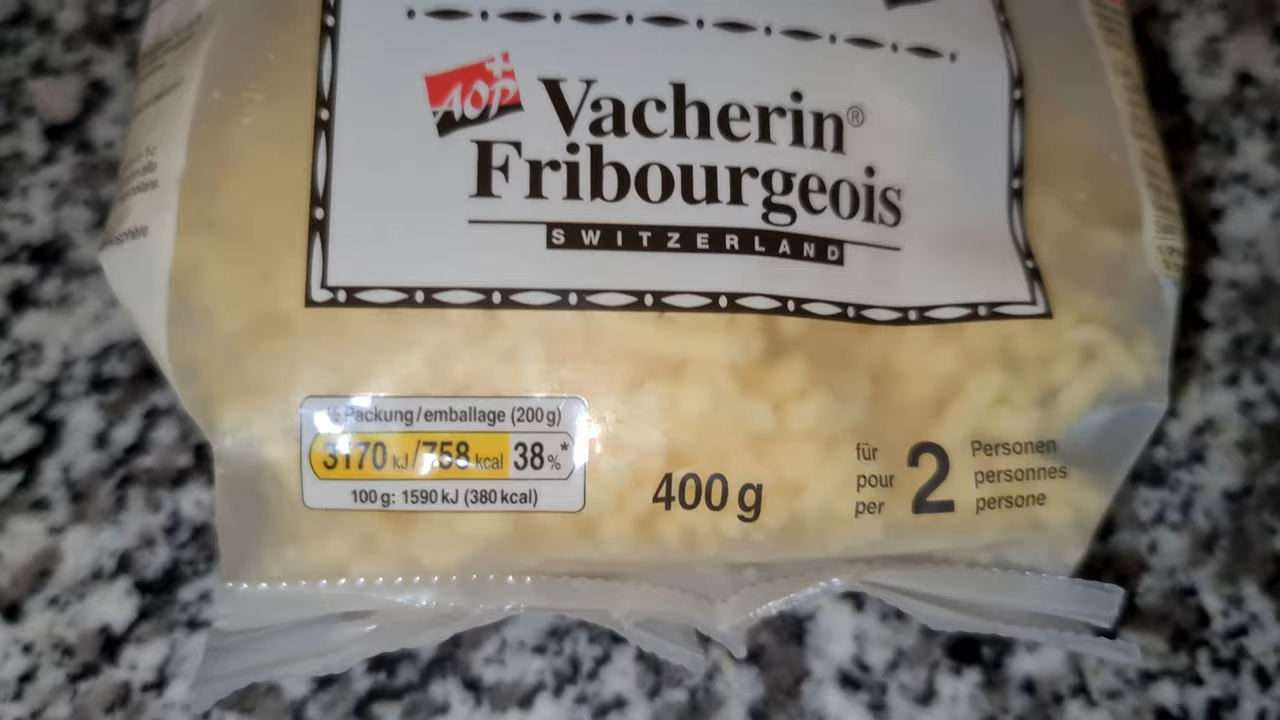 AOP
Vacherin®
Fribourgeois
SWITZERLAND
½ Packung/emballage (200 g)
3170 kJ/758 kcal 38%*
100 g: 1590 kJ (380 kcal)
400 g
für
pour
per
2
Personen
personnes
persone